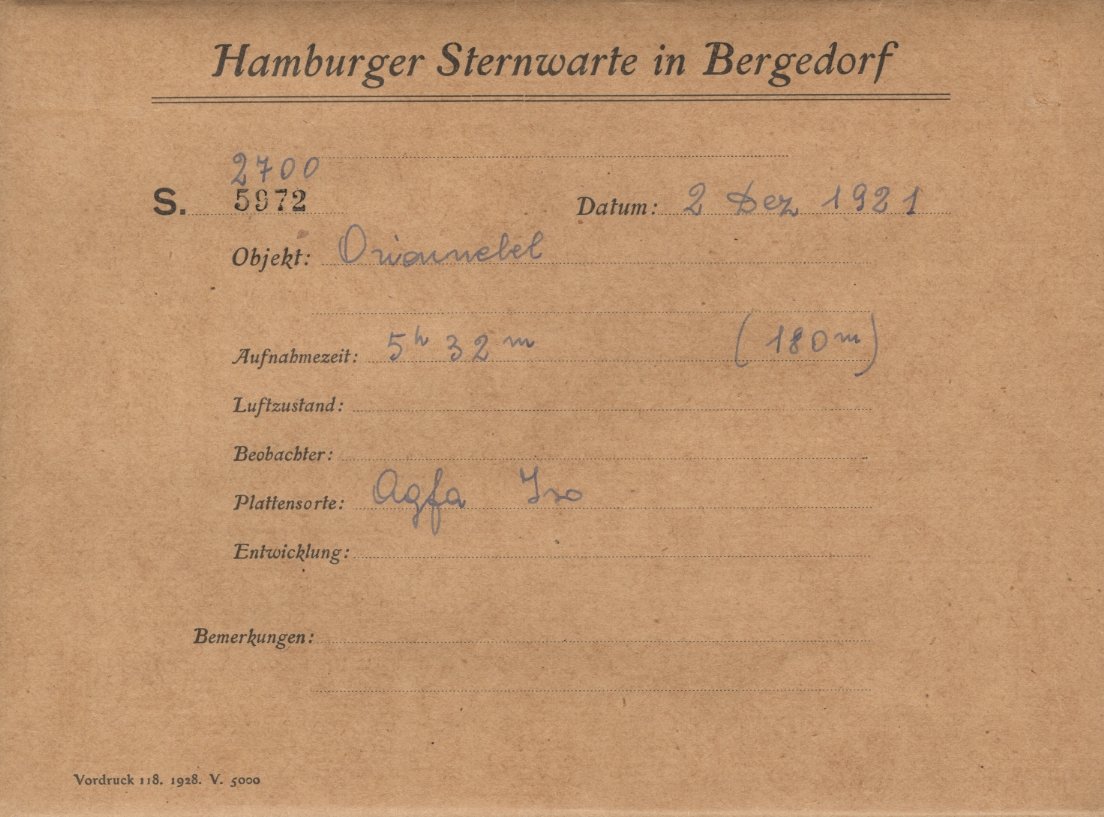 Hamburger Sternwarte in Bergedorf
2700
S. 5972 Datum: 2 Dez 1921
Objekt: Orionnebel
Aufnahmezeit: 5h 32m (180m)
Luftzustand:
Beobachter:
Plattensorte: Agfa Iso
Entwicklung:
Bemerkungen:
Vordruck 118. 1928. V. 5000